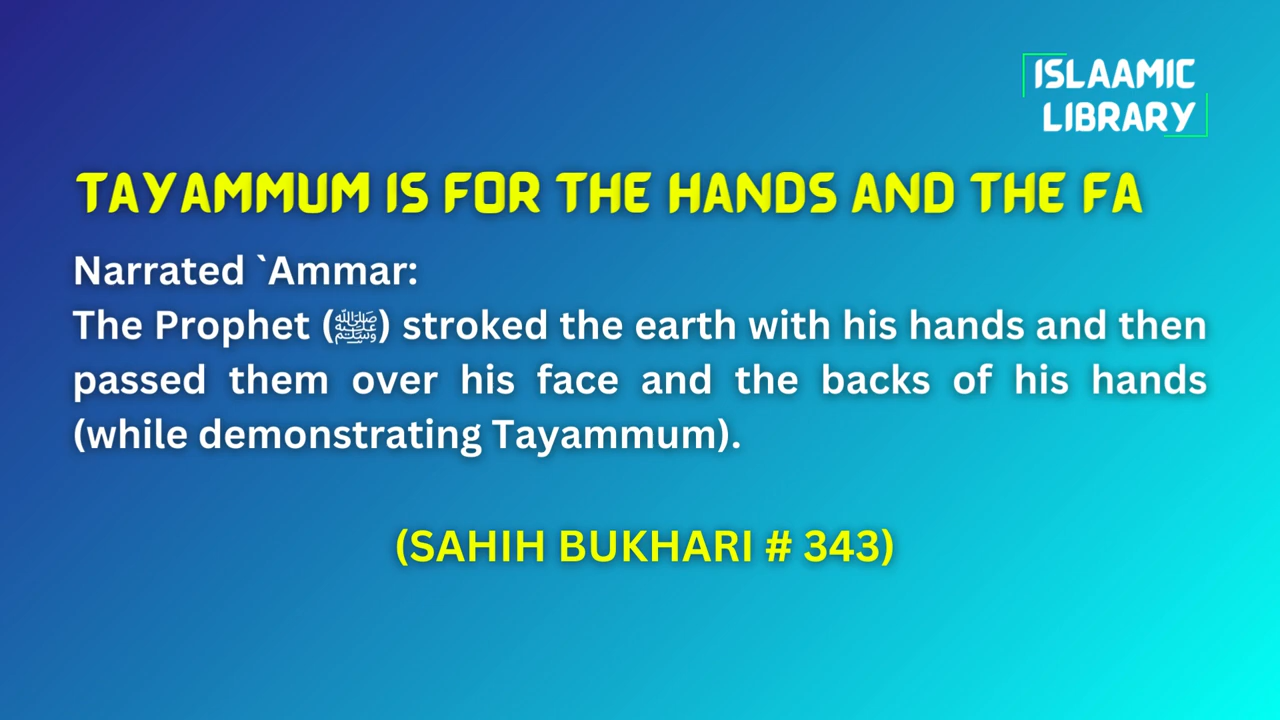 ISLAAMIC
LIBRARY
TAYAMMUM IS FOR THE HANDS AND THE FA
Narrated `Ammar:
The Prophet (ﷺ) stroked the earth with his hands and then
passed them over his face and the backs of his hands
(while demonstrating Tayammum).
(SAHIH BUKHARI # 343)